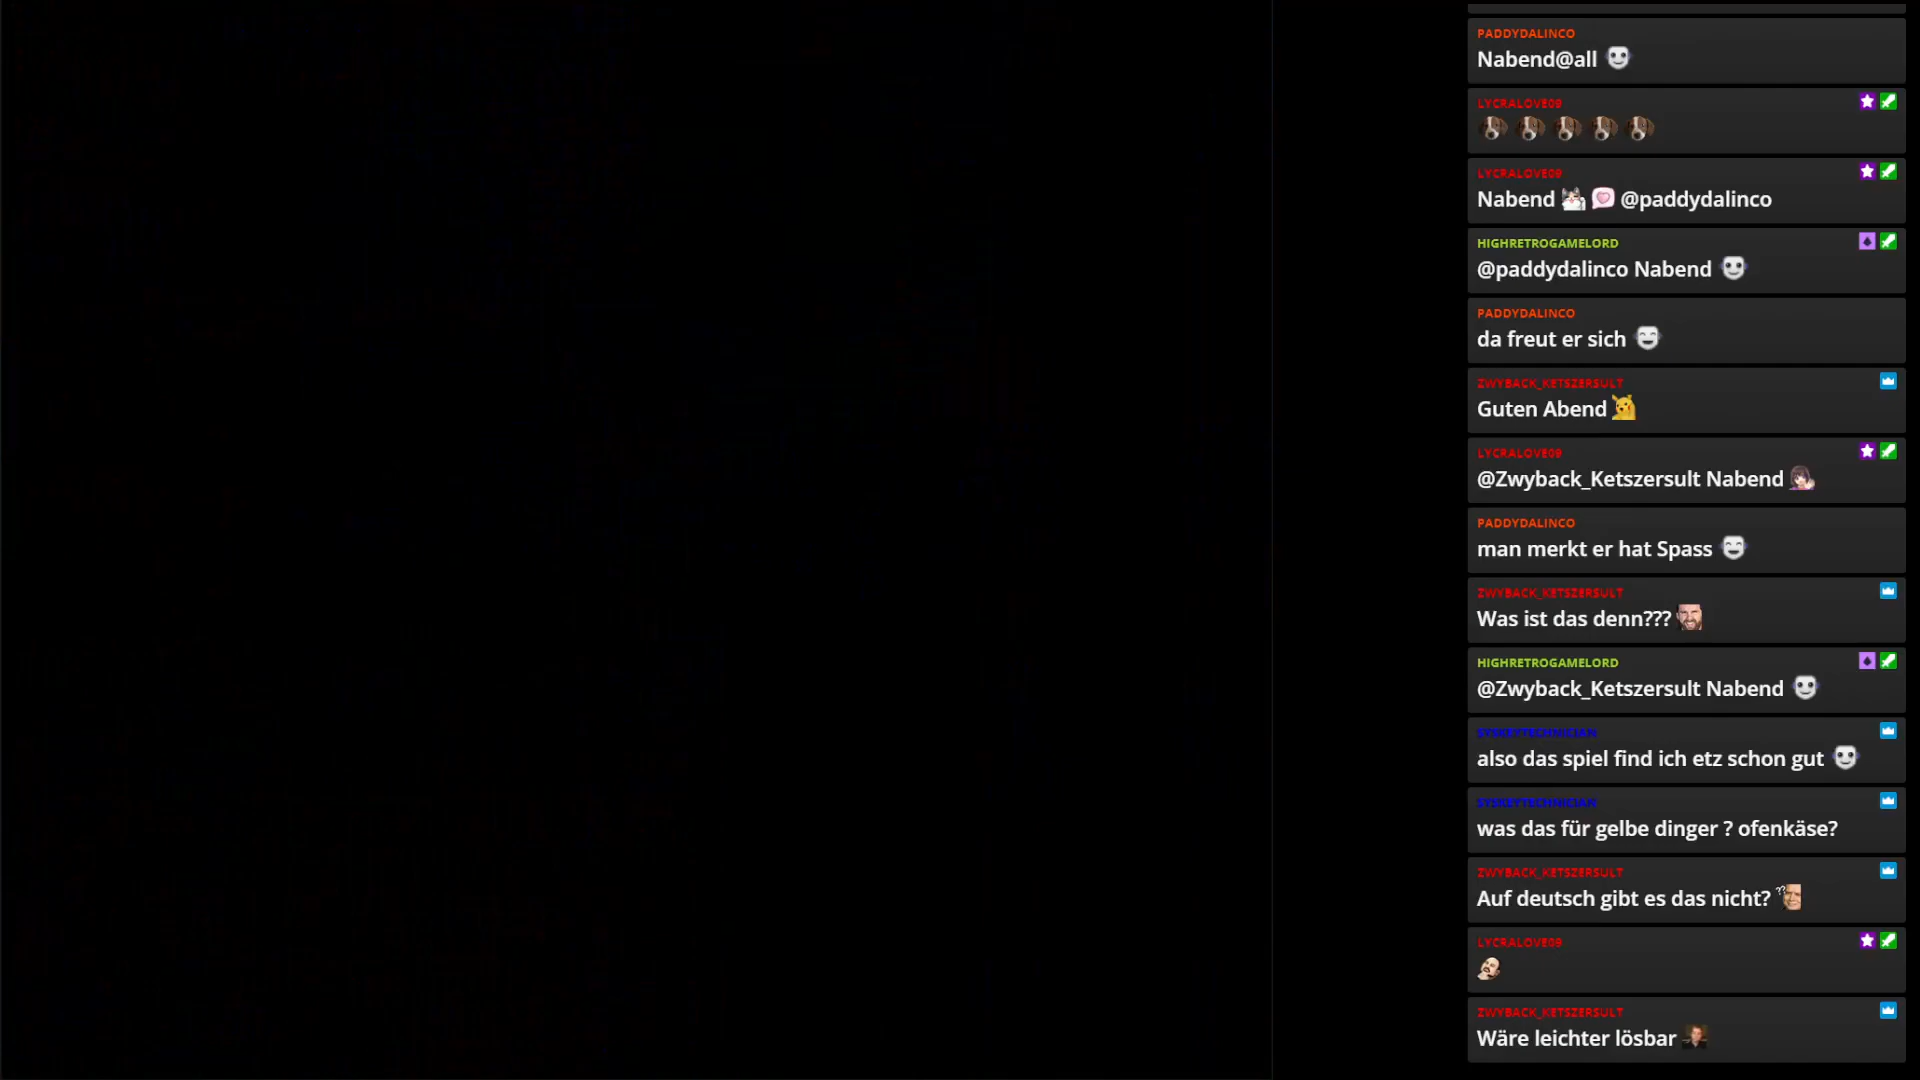 PADDYDALINCO
Nabend@all
LYCRALOVE09
LYCRALOVE09
Nabend @paddydalinco
HIGHRETROGAMELORD
@paddydalinco Nabend
PADDYDALINCO
da freut er sich
ZWYBACK_KETSZERSULT
Guten Abend
LYCRALOVE09
@Zwyback_Ketszersult Nabend
PADDYDALINCO
man merkt er hat Spass
ZWYBACK_KETSZERSULT
Was ist das denn???
HIGHRETROGAMELORD
@Zwyback_Ketszersult Nabend
SYSKEYTECHNICIAN
also das spiel find ich etz schon gut
SYSKEYTECHNICIAN
was das für gelbe dinger ? ofenkäse?
ZWYBACK_KETSZERSULT
Auf deutsch gibt es das nicht?
LYCRALOVE09
ZWYBACK_KETSZERSULT
Wäre leichter lösbar